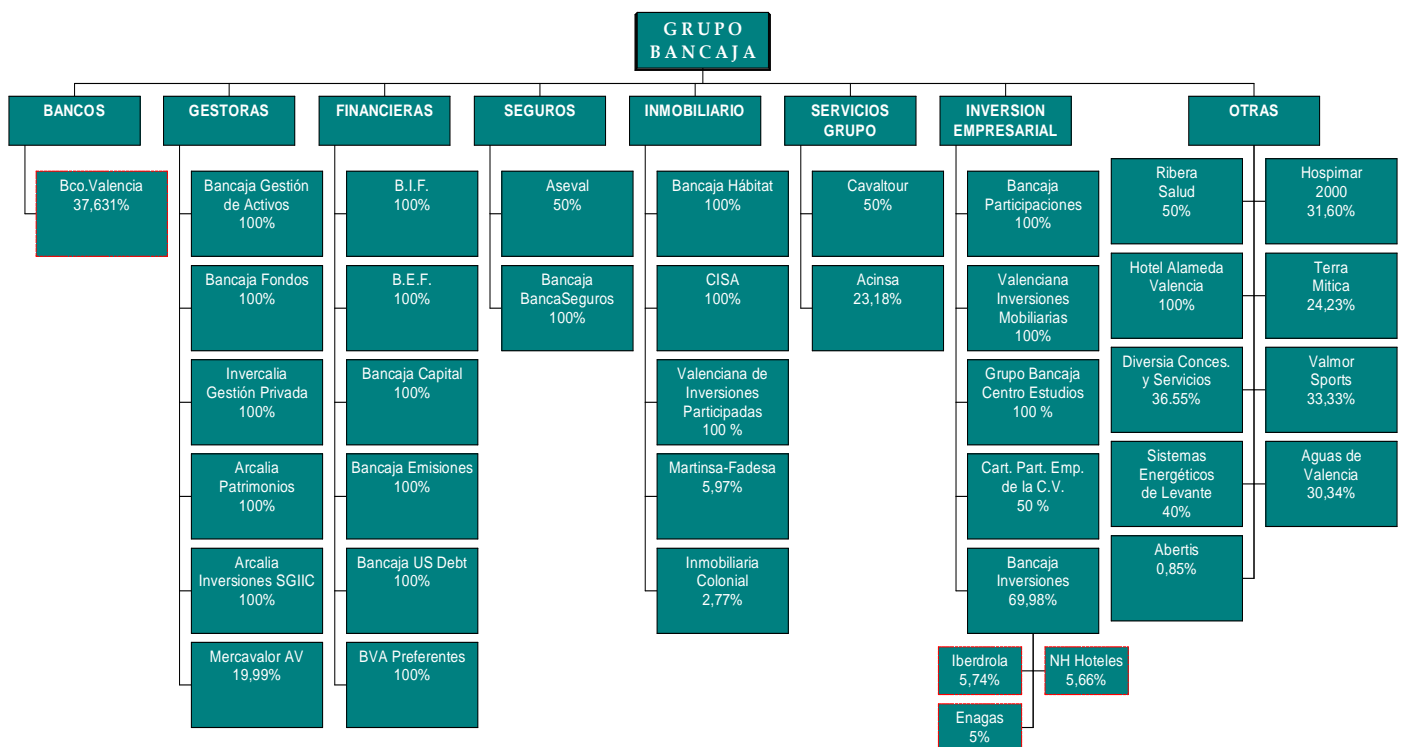 GRUPO
BANCAJA
BANCOS
Bco.Valencia
37,631%
GESTORAS
Bancaja Gestión
de Activos
100%
Bancaja Fondos
100%
Invercalia
Gestión Privada
100%
Arcalia
Patrimonios
100%
Arcalia
Inversiones SGIIC
100%
Mercavalor AV
19,99%
FINANCIERAS
B.I.F.
100%
B.E.F.
100%
Bancaja Capital
100%
Bancaja Emisiones
100%
Bancaja US Debt
100%
BVA Preferentes
100%
SEGUROS
Aseval
50%
Bancaja
BancaSeguros
100%
INMOBILIARIO
Bancaja Hábitat
100%
CISA
100%
Valenciana de
Inversiones
Participadas
100 %
Martinsa-Fadesa
5,97%
Inmobiliaria
Colonial
2,77%
SERVICIOS
GRUPO
Cavaltour
50%
Acinsa
23,18%
INVERSION
EMPRESARIAL
Bancaja
Participaciones
100%
Valenciana
Inversiones
Mobiliarias
100%
Grupo Bancaja
Centro Estudios
100 %
Cart. Part. Emp.
de la C.V.
50 %
Bancaja
Inversiones
69,98%
Iberdrola
5,74%
NH Hoteles
5,66%
Enagas
5%
OTRAS
Ribera
Salud
50%
Hospimar
2000
31,60%
Hotel Alameda
Valencia
100%
Terra
Mitica
24,23%
Diversia Conces.
y Servicios
36.55%
Valmor
Sports
33,33%
Sistemas
Energéticos
de Levante
40%
Aguas de
Valencia
30,34%
Abertis
0,85%